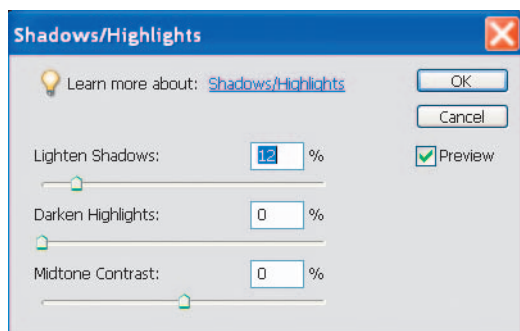 Shadows/Highlights
Learn more about: Shadows/Highlights
OK
Cancel
Lighten Shadows: 12 %
Preview
Darken Highlights: 0 %
Midtone Contrast: 0 %